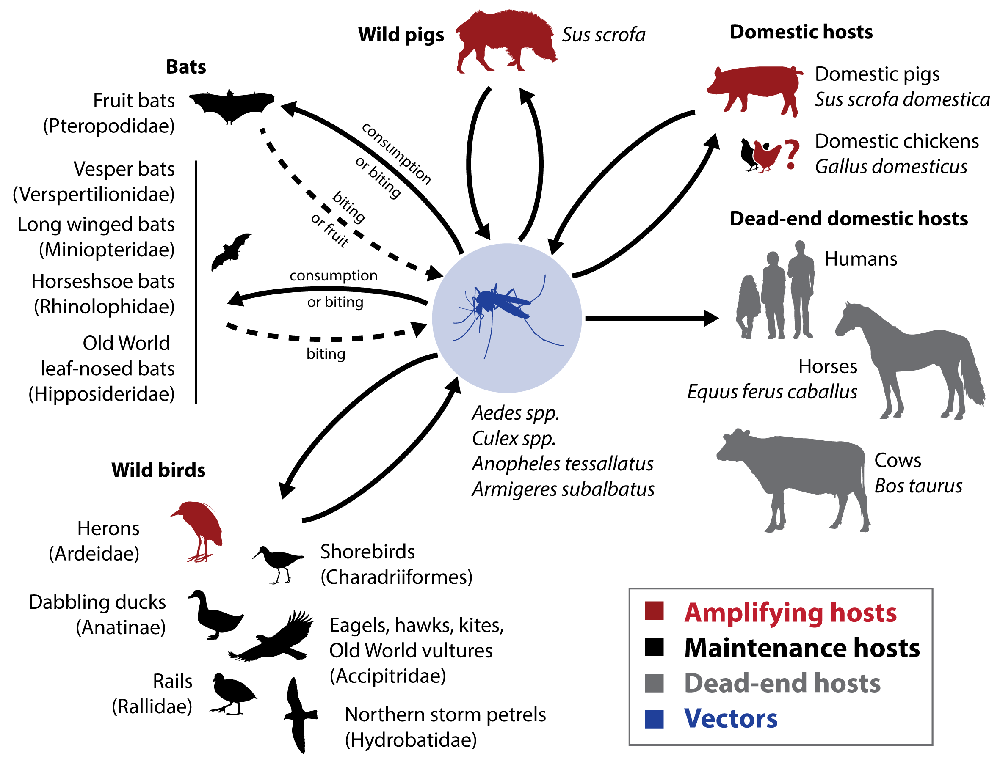 Wild pigs
Sus scrofa
Domestic hosts
Domestic pigs
Sus scrofa domestica
?
Domestic chickens
Gallus domesticus
Bats
Fruit bats
(Pteropodidae)
Vesper bats
(Verspertilionidae)
Long winged bats
(Miniopteridae)
Horseshsoe bats
(Rhinolophidae)
Old World
leaf-nosed bats
(Hipposideridae)
consumption
or biting
biting
or fruit
consumption
or biting
biting
Dead-end domestic hosts
Humans
Horses
Equus ferus caballus
Cows
Bos taurus
Aedes spp.
Culex spp.
Anopheles tessallatus
Armigeres subalbatus
Wild birds
Herons
(Ardeidae)
Shorebirds
(Charadriiformes)
Dabbling ducks
(Anatinae)
Eagels, hawks, kites,
Old World vultures
(Accipitridae)
Rails
(Rallidae)
Northern storm petrels
(Hydrobatidae)
Amplifying hosts
Maintenance hosts
Dead-end hosts
Vectors